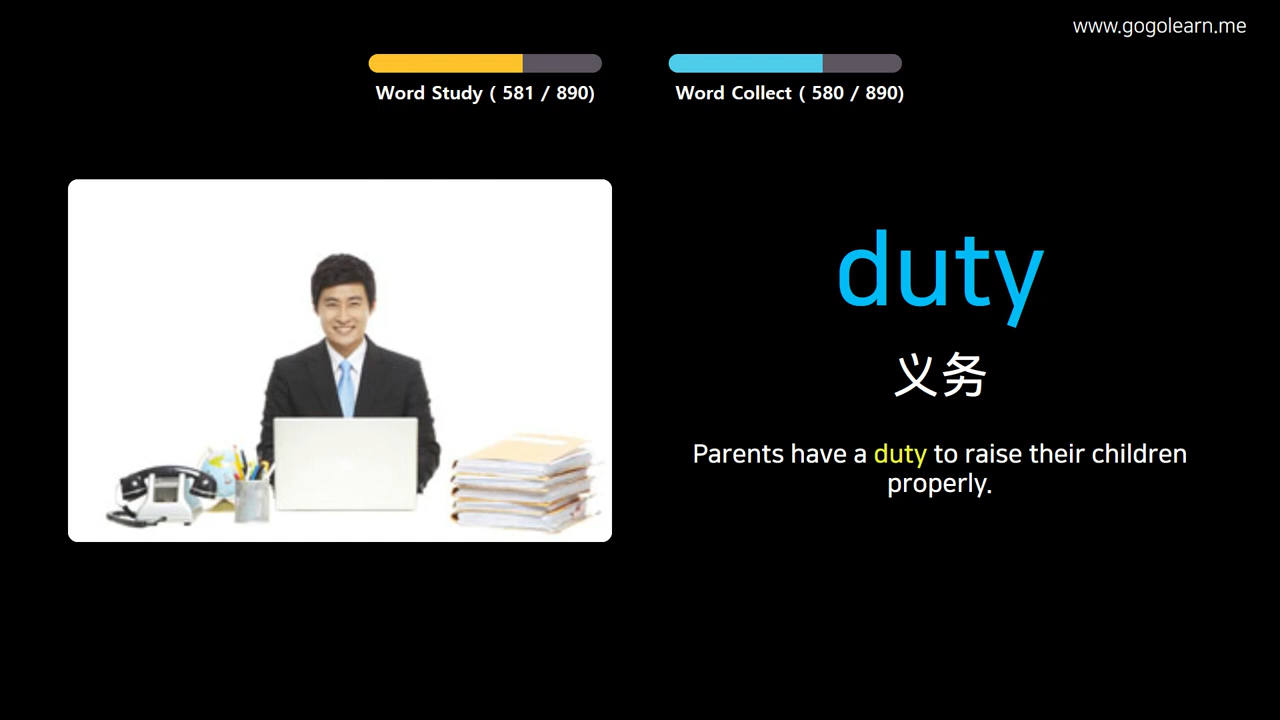 www.gogolearn.me
Word Study ( 581 / 890)
Word Collect ( 580 / 890)
duty
义务
Parents have a duty to raise their children
properly.